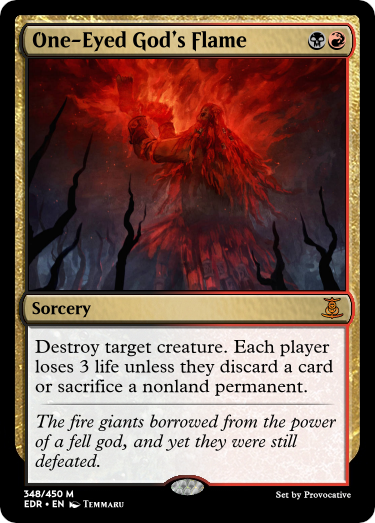 One-Eyed God's Flame
Sorcery
Destroy target creature. Each player
loses 3 life unless they discard a card
or sacrifice a nonland permanent.
The fire giants borrowed from the power
of a fell god, and yet they were still
defeated.
348/450 M
EDR • EN Temmaru
Set by Provocative